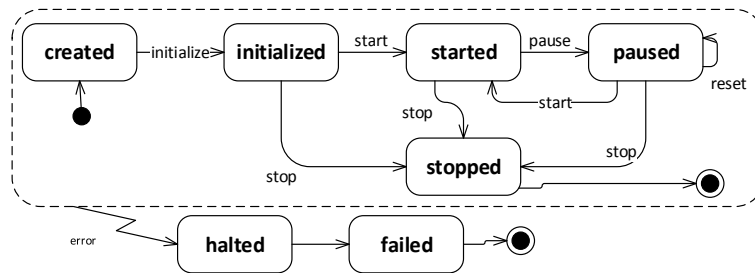 created
initialize
initialized
start
started
pause
paused
reset
start
stop
stop
stopped
stop
error
halted
failed